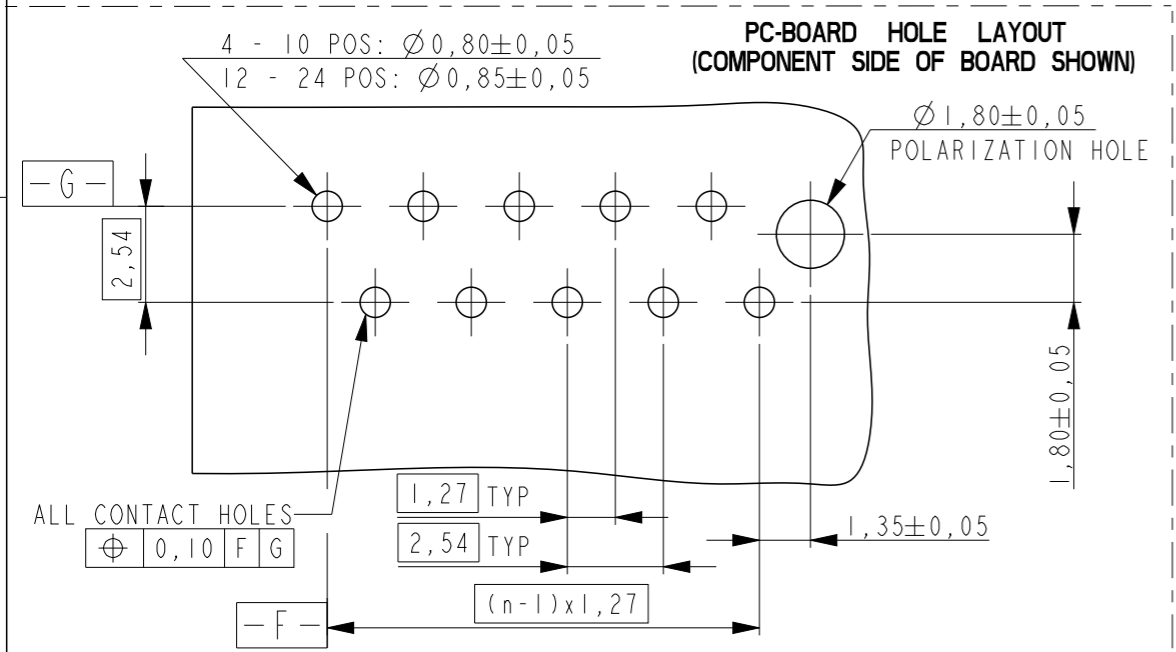 PC-BOARD HOLE LAYOUT
(COMPONENT SIDE OF BOARD SHOWN)
4 - 10 POS: Ø0,80±0,05
12 - 24 POS: Ø0,85±0,05
Ø1,80±0,05
POLARIZATION HOLE
-G-
2,54
1,80±0,05
ALL CONTACT HOLES
⌖ 0,10 F G
1,27 TYP
2,54 TYP
1,35±0,05
(n-1)x1,27
-F-